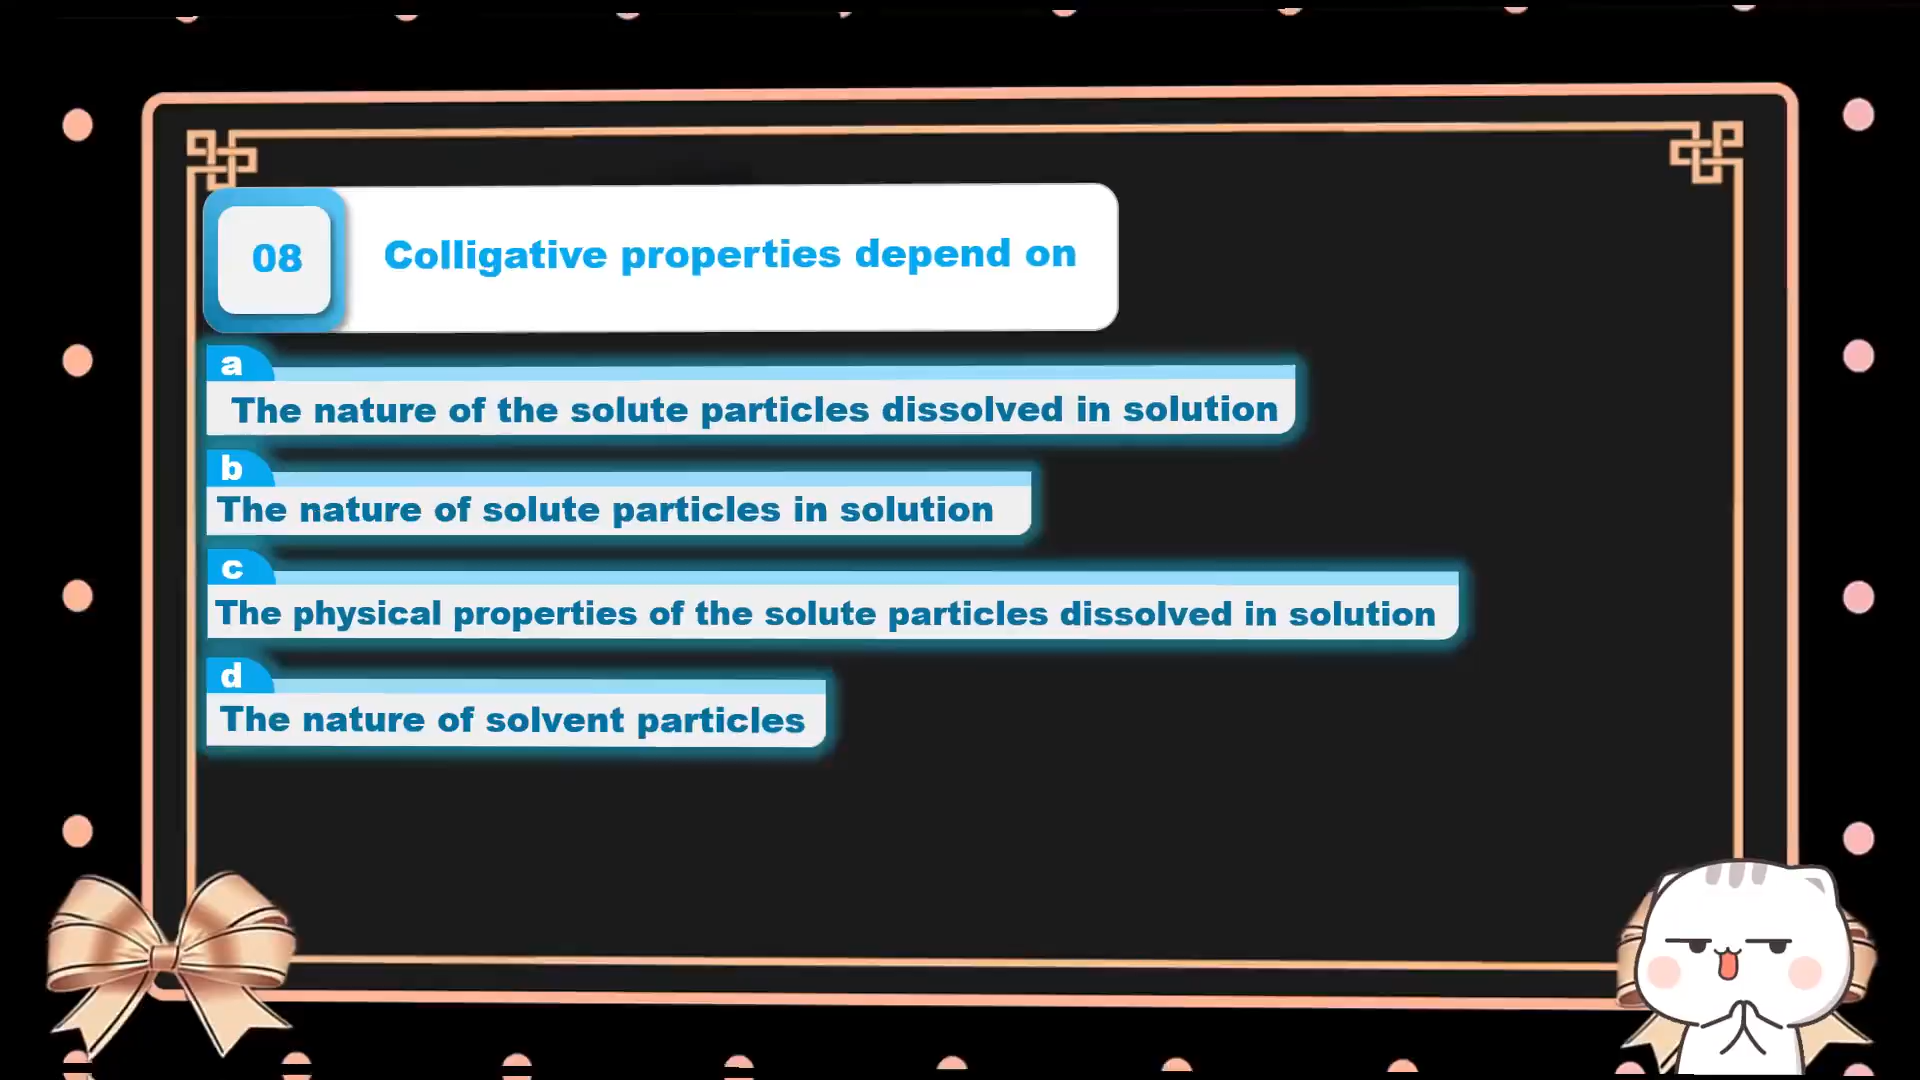 08
Colligative properties depend on
a
The nature of the solute particles dissolved in solution
b
The nature of solute particles in solution
c
The physical properties of the solute particles dissolved in solution
d
The nature of solvent particles